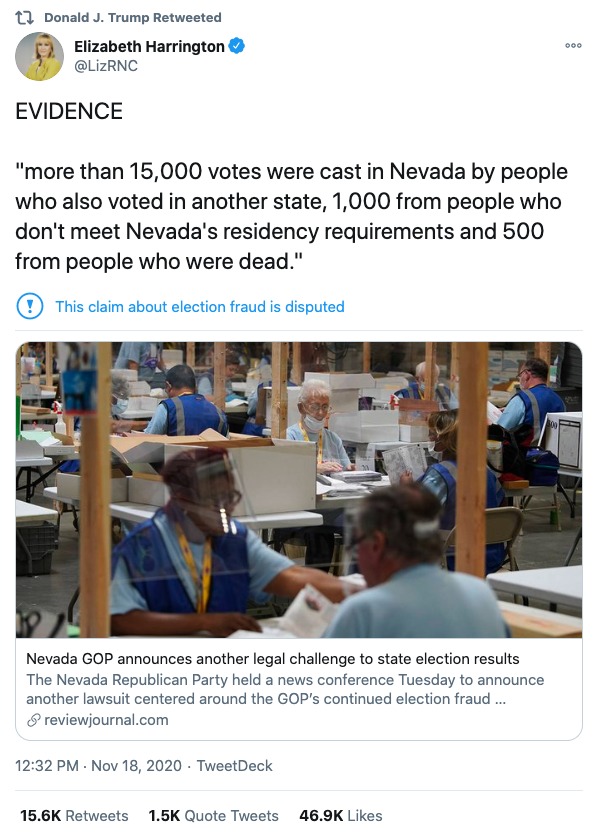 Donald J. Trump Retweeted
Elizabeth Harrington
@LizRNC
EVIDENCE
"more than 15,000 votes were cast in Nevada by people
who also voted in another state, 1,000 from people who
don't meet Nevada's residency requirements and 500
from people who were dead."
This claim about election fraud is disputed
Nevada GOP announces another legal challenge to state election results
The Nevada Republican Party held a news conference Tuesday to announce
another lawsuit centered around the GOP's continued election fraud ...
reviewjournal.com
12:32 PM · Nov 18, 2020 · TweetDeck
15.6K Retweets 1.5K Quote Tweets 46.9K Likes